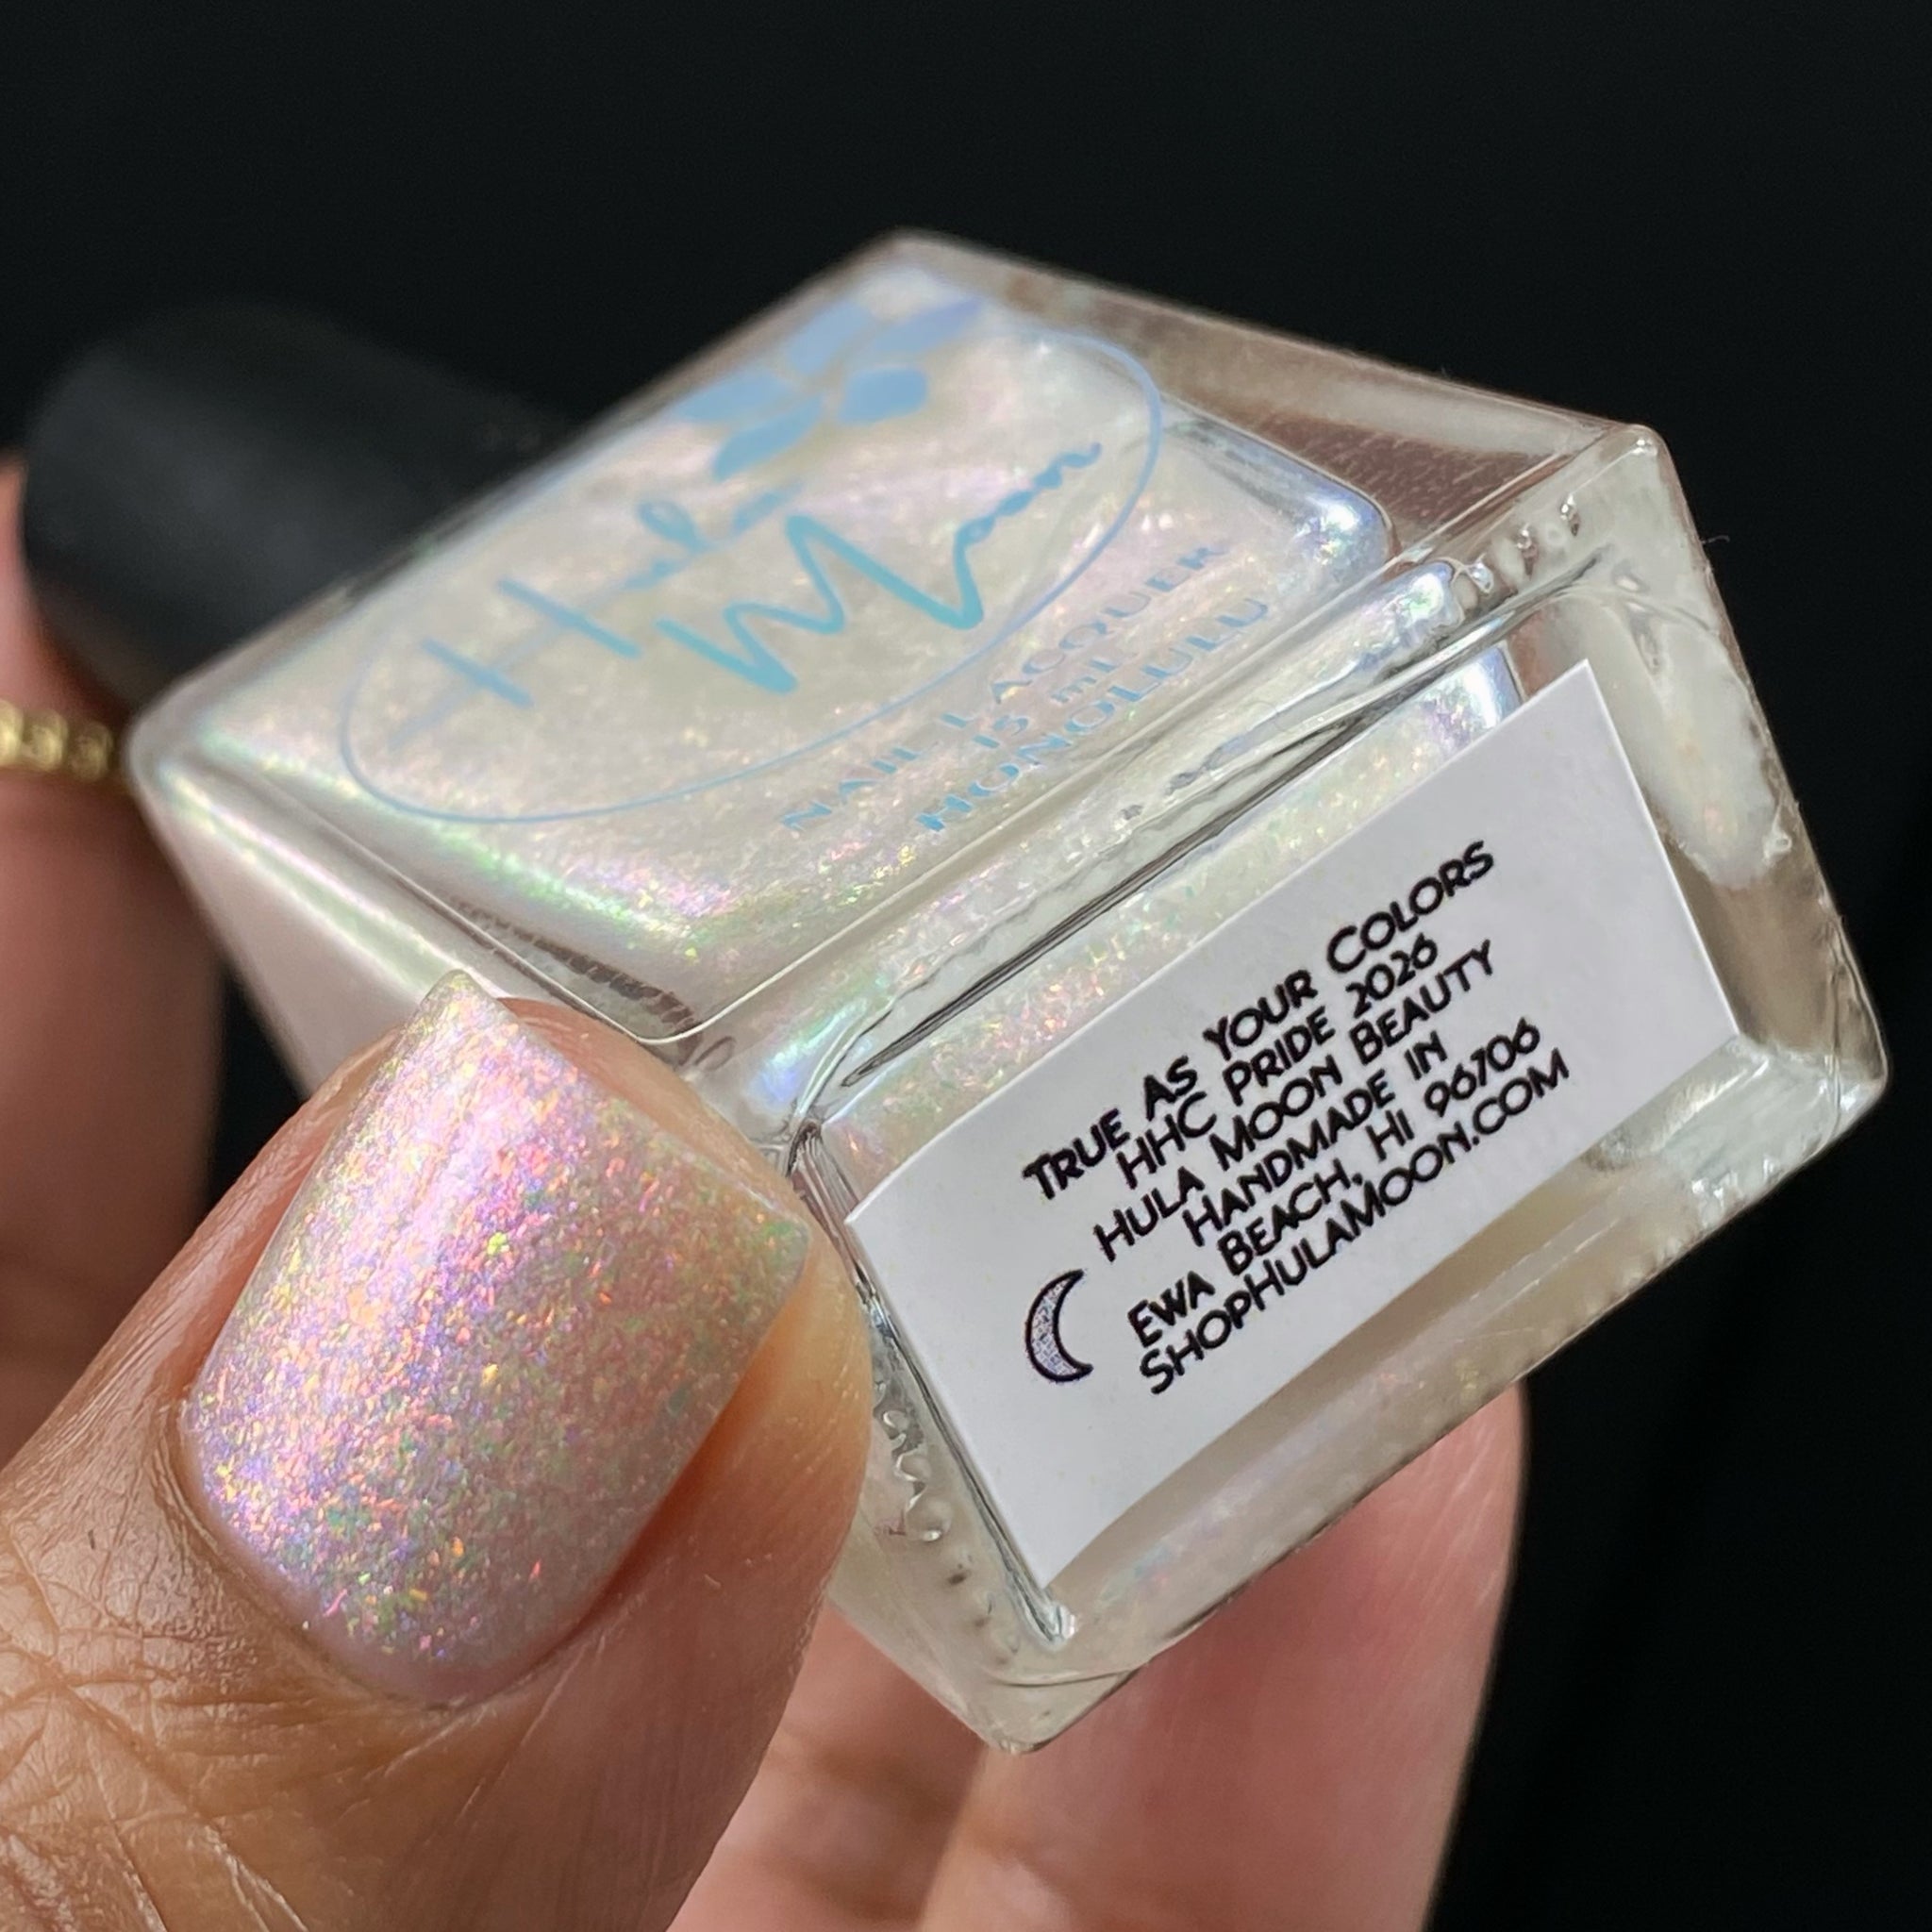 Hula
Moon
NAIL LACQUER
15 mL
HONOLULU
TRUE AS YOUR COLORS
HHC PRIDE 2026
HULA MOON BEAUTY
HANDMADE IN
EWA BEACH, HI 96706
SHOPHULAMOON.COM